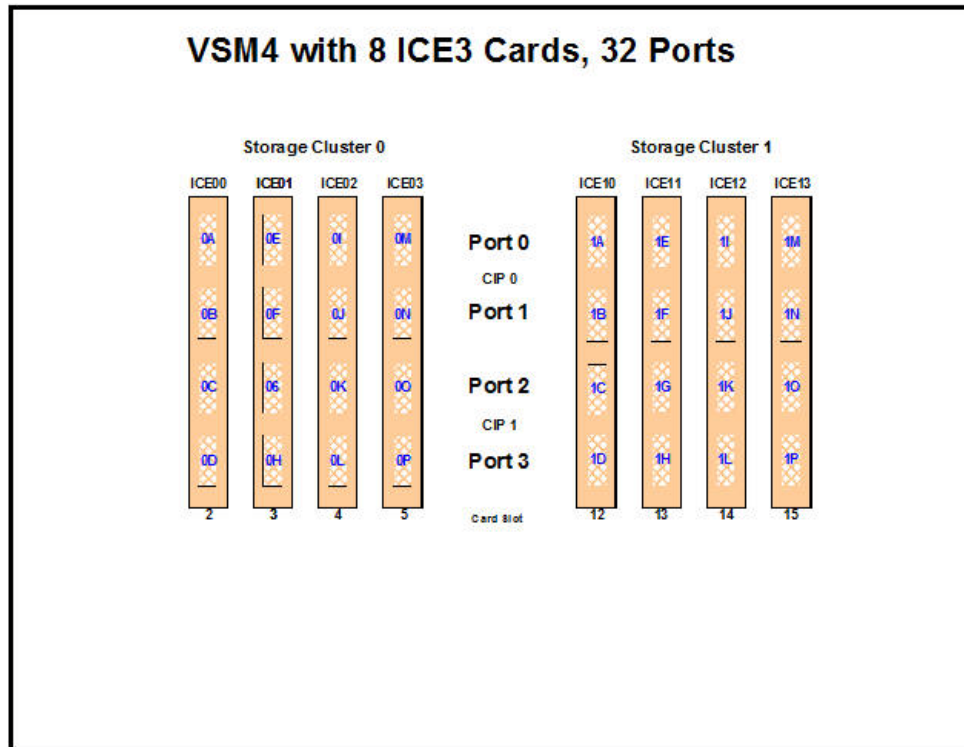 VSM4 with 8 ICE3 Cards, 32 Ports
Storage Cluster 0 Storage Cluster 1
ICE00 ICE01 ICE02 ICE03 ICE10 ICE11 ICE12 ICE13
0A 0E 0I 0M Port 0 1A 1E 1I 1M
CIP 0
0B 0F 0J 0N Port 1 1B 1F 1J 1N
0C 06 0K 0O Port 2 1C 1G 1K 1O
CIP 1
0D 0H 0L 0P Port 3 1D 1H 1L 1P
2 3 4 5 Card Slot 12 13 14 15